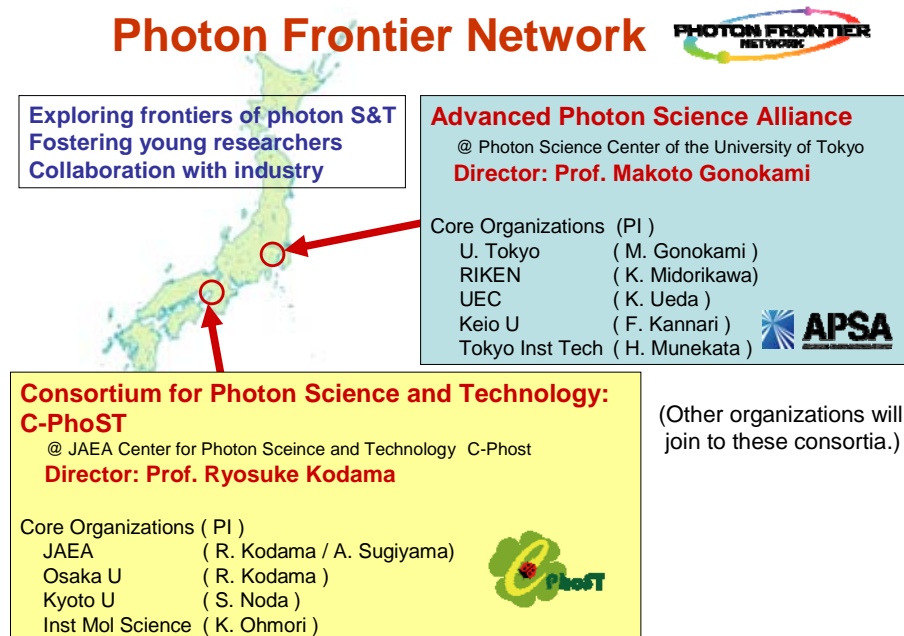 Photon Frontier Network
PHOTON FRONTIER
NETWORK
Exploring frontiers of photon S&T
Fostering young researchers
Collaboration with industry
Advanced Photon Science Alliance
@ Photon Science Center of the University of Tokyo
Director: Prof. Makoto Gonokami
Core Organizations (PI )
U. Tokyo ( M. Gonokami )
RIKEN ( K. Midorikawa)
UEC ( K. Ueda )
Keio U ( F. Kannari )
Tokyo Inst Tech ( H. Munekata )
APSA
Consortium for Photon Science and Technology:
C-PhoST
@ JAEA Center for Photon Sceince and Technology C-Phost
Director: Prof. Ryosuke Kodama
Core Organizations ( PI )
JAEA ( R. Kodama / A. Sugiyama)
Osaka U ( R. Kodama )
Kyoto U ( S. Noda )
Inst Mol Science ( K. Ohmori )
C PhoST
(Other organizations will
join to these consortia.)